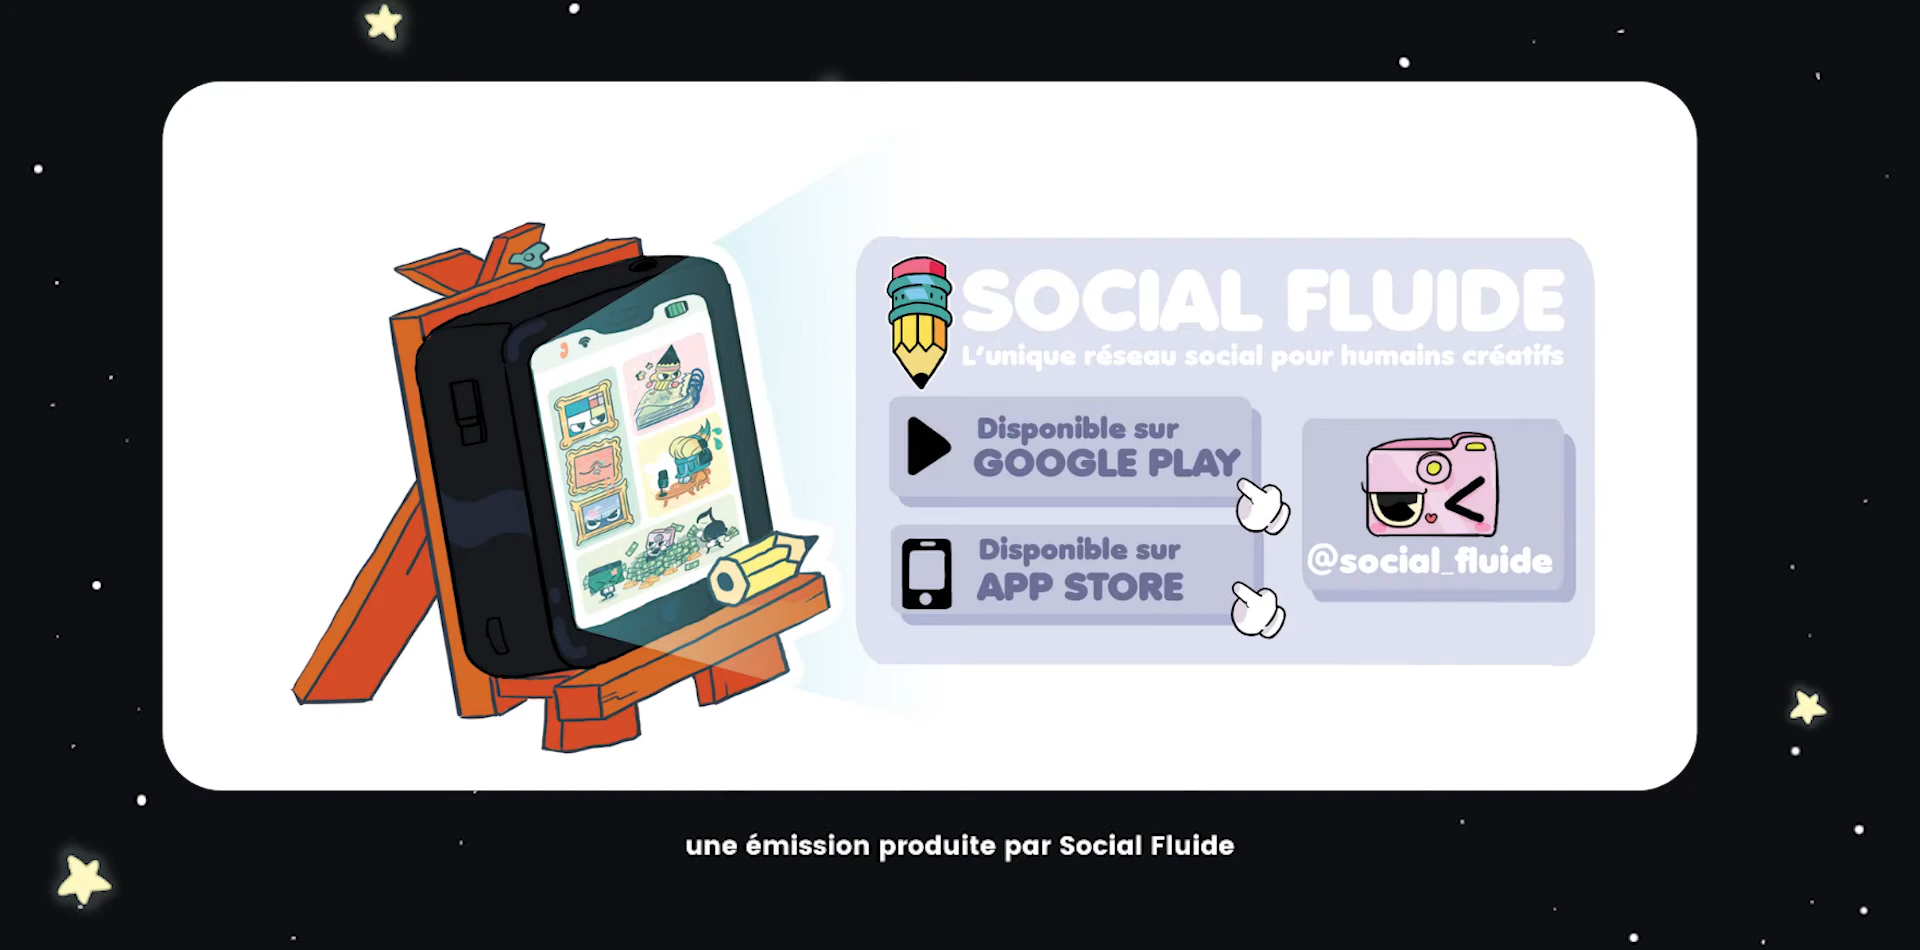 SOCIAL FLUIDE
L'unique réseau social pour humains créatifs
Disponible sur
GOOGLE PLAY
Disponible sur
APP STORE
@social_fluide
une émission produite par Social Fluide